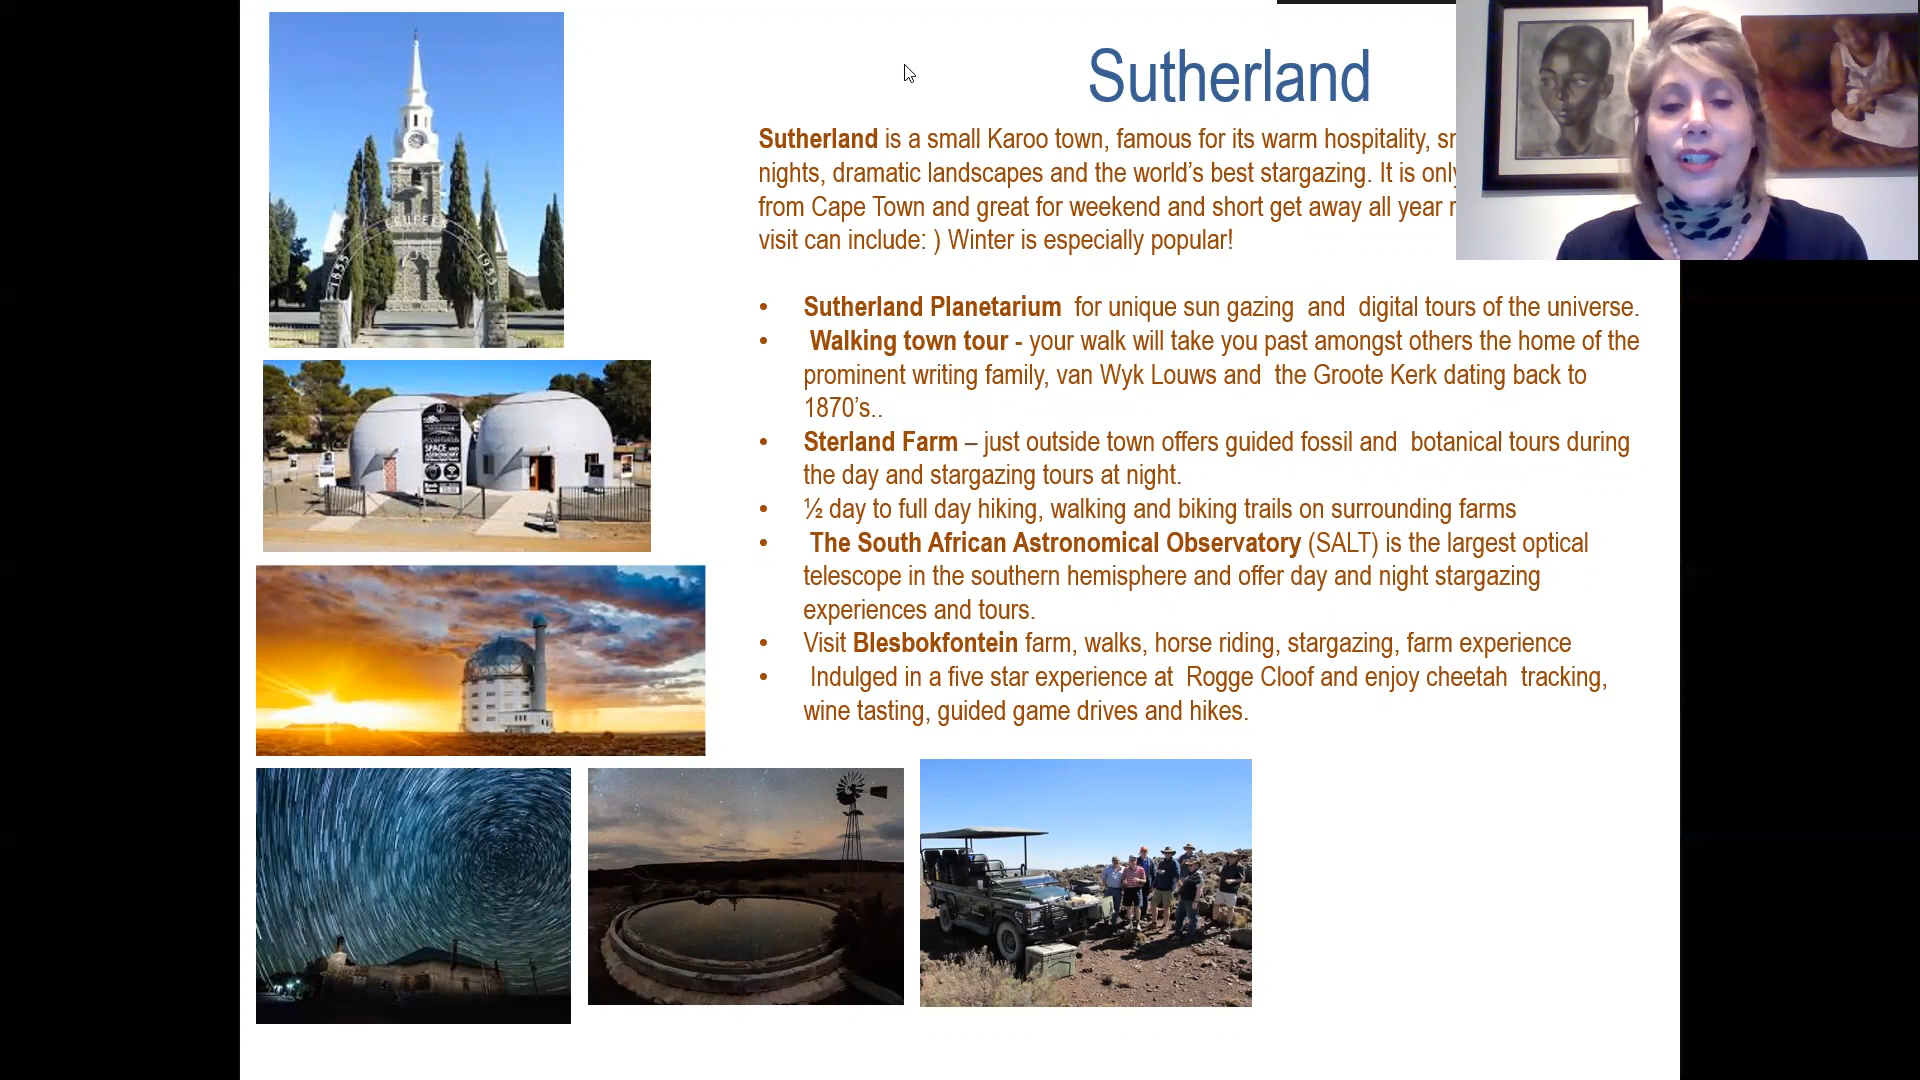 Sutherland
Sutherland is a small Karoo town, famous for its warm hospitality,
nights, dramatic landscapes and the world’s best stargazing. It is only
from Cape Town and great for weekend and short get away all year
visit can include: ) Winter is especially popular!
• Sutherland Planetarium for unique sun gazing and digital tours of the universe.
• Walking town tour - your walk will take you past amongst others the home of the
prominent writing family, van Wyk Louws and the Groote Kerk dating back to
1870’s..
• Sterland Farm – just outside town offers guided fossil and botanical tours during
the day and stargazing tours at night.
• ½ day to full day hiking, walking and biking trails on surrounding farms
• The South African Astronomical Observatory (SALT) is the largest optical
telescope in the southern hemisphere and offer day and night stargazing
experiences and tours.
• Visit Blesbokfontein farm, walks, horse riding, stargazing, farm experience
• Indulged in a five star experience at Rogge Cloof and enjoy cheetah tracking,
wine tasting, guided game drives and hikes.
1855
1955
SPACE AND
ASTRONOMY